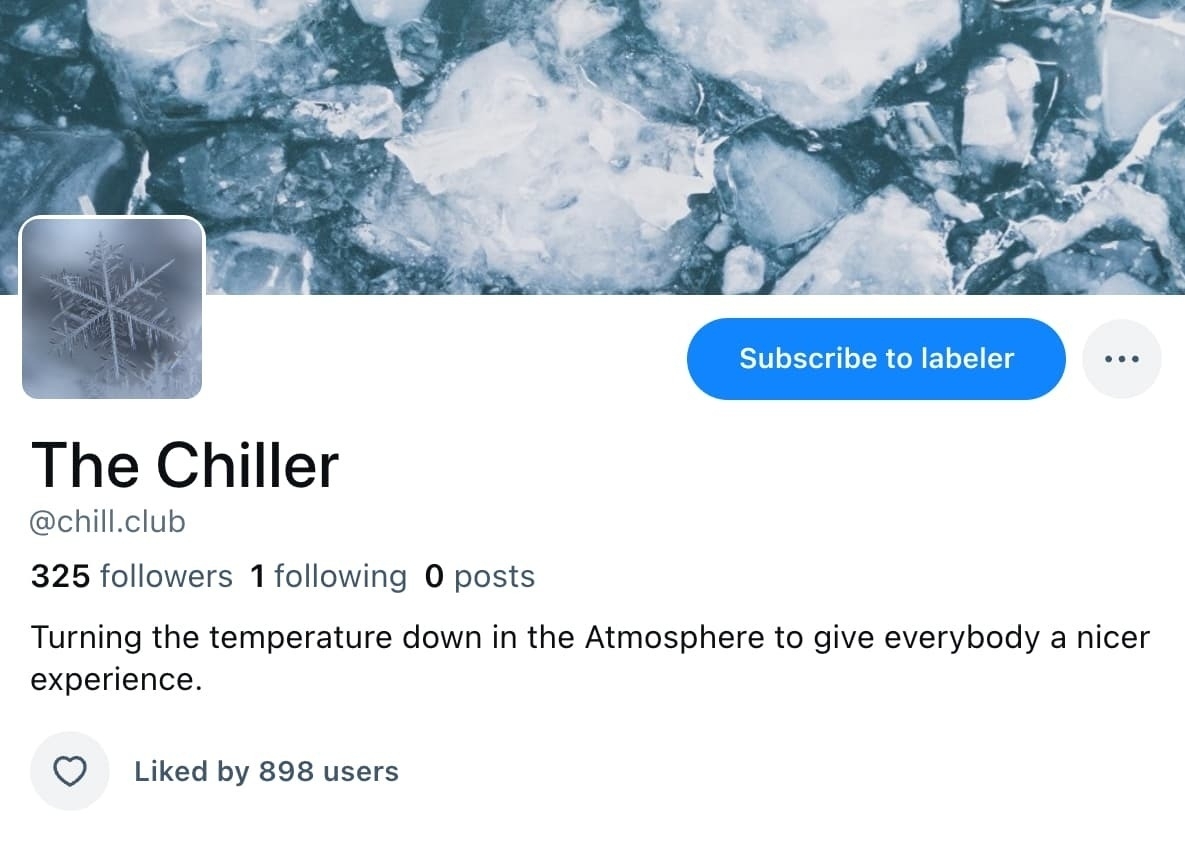 Subscribe to labeler
The Chiller
@chill.club
325 followers 1 following 0 posts
Turning the temperature down in the Atmosphere to give everybody a nicer
experience.
Liked by 898 users